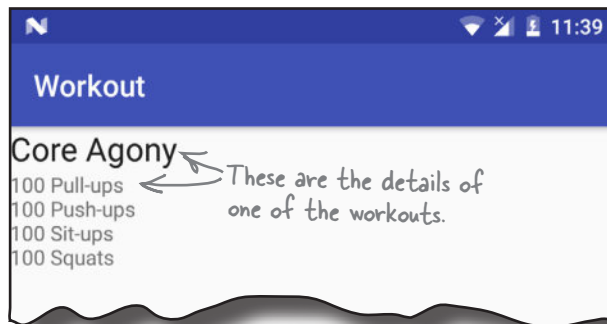 11:39
Workout
Core Agony
100 Pull-ups
100 Push-ups
100 Sit-ups
100 Squats
These are the details of
one of the workouts.